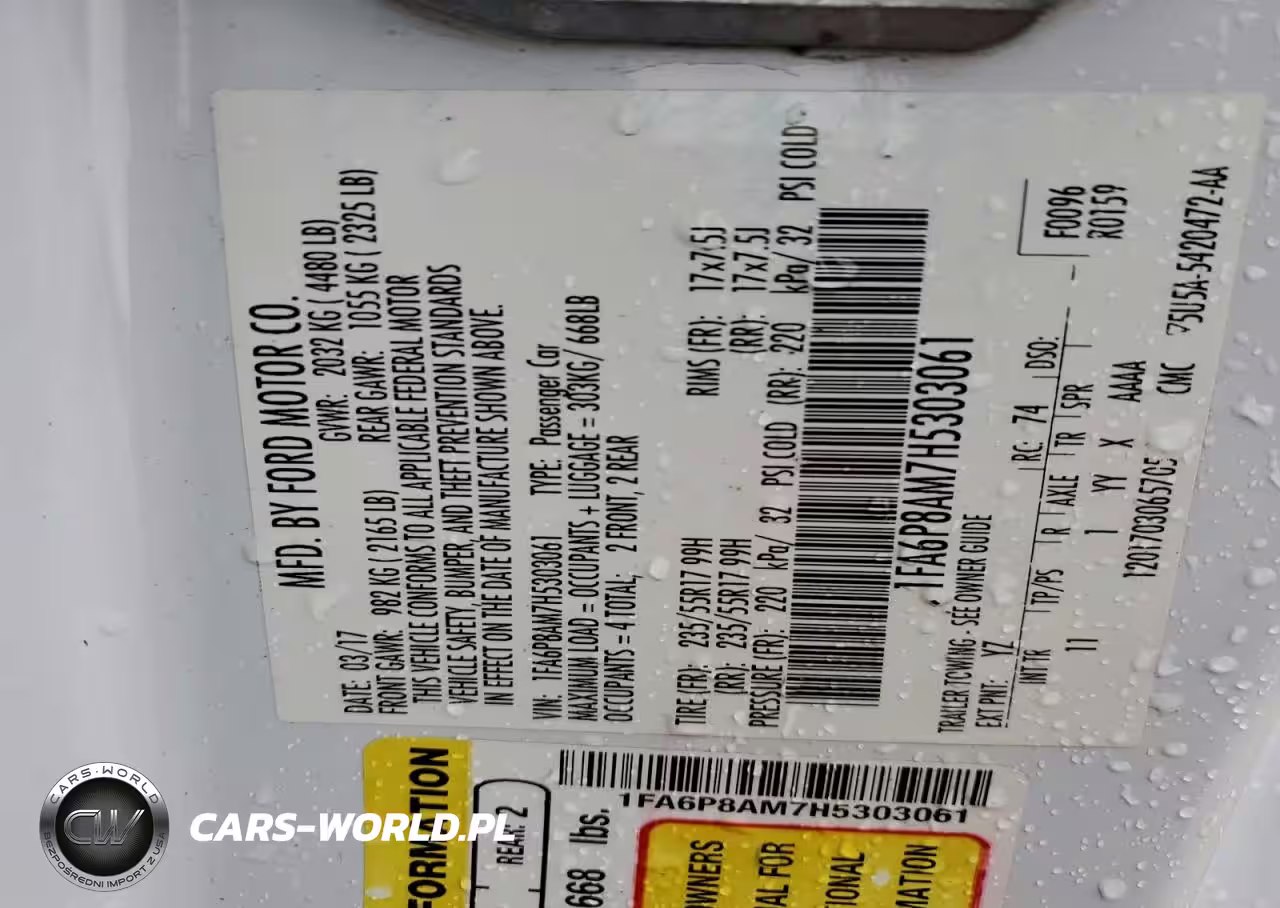 MFD. BY FORD MOTOR CO.
DATE: 03/17 GVWR: 2032 KG ( 4480 LB)
FRONT GAWR: 982 KG ( 2165 LB) REAR GAWR: 1055 KG ( 2325 LB)
THIS VEHICLE CONFORMS TO ALL APPLICABLE FEDERAL MOTOR
VEHICLE SAFETY, BUMPER, AND THEFT PREVENTION STANDARDS
IN EFFECT ON THE DATE OF MANUFACTURE SHOWN ABOVE.
VIN: 1FA6P8AM7H5303061 TYPE: Passenger Car
MAXIMUM LOAD = OCCUPANTS + LUGGAGE = 303KG/ 668LB
OCCUPANTS = 4 TOTAL; 2 FRONT, 2 REAR
TIRE (FR): 235/55R17 99H RIMS (FR): 17x7.5J
(RR): 235/55R17 99H (RR): 17x7.5J
PRESSURE (FR): 220 kPa/ 32 PSI COLD (RR): 220 kPa/ 32 PSI COLD
1FA6P8AM7H5303061
TRAILER TOWING - SEE OWNER GUIDE
EXT PNT: YZ RC: 74 DSO: F0096
R0159
INT TR TP/PS R AXLE TR SPR
11 1 YY X AAAA
1201703065705 CMC 75U5A-5420472-AA
FORMATION
REAR: 2
668 lbs.
1FA6P8AM7H5303061
OWNERS
AL FOR
TIONAL
MATION
CARS-WORLD
CW
BEZPOŚREDNI IMPORT Z USA
CARS-WORLD.PL